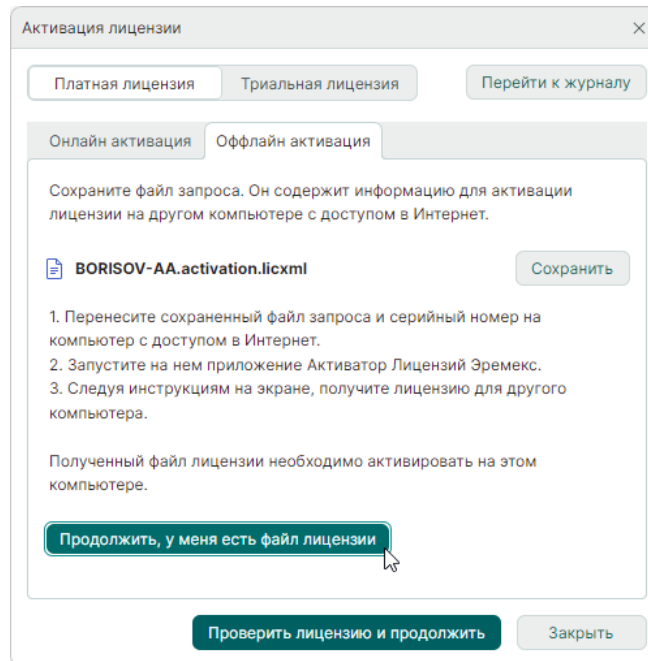 Активация лицензии
Платная лицензия
Триальная лицензия
Перейти к журналу
Онлайн активация
Оффлайн активация
Сохраните файл запроса. Он содержит информацию для активации
лицензии на другом компьютере с доступом в Интернет.
BORISOV-AA.activation.licxml
Сохранить
1. Перенесите сохраненный файл запроса и серийный номер на
компьютер с доступом в Интернет.
2. Запустите на нем приложение Активатор Лицензий Эремекс.
3. Следуя инструкциям на экране, получите лицензию для другого
компьютера.
Полученный файл лицензии необходимо активировать на этом
компьютере.
Продолжить, у меня есть файл лицензии
Проверить лицензию и продолжить
Закрыть